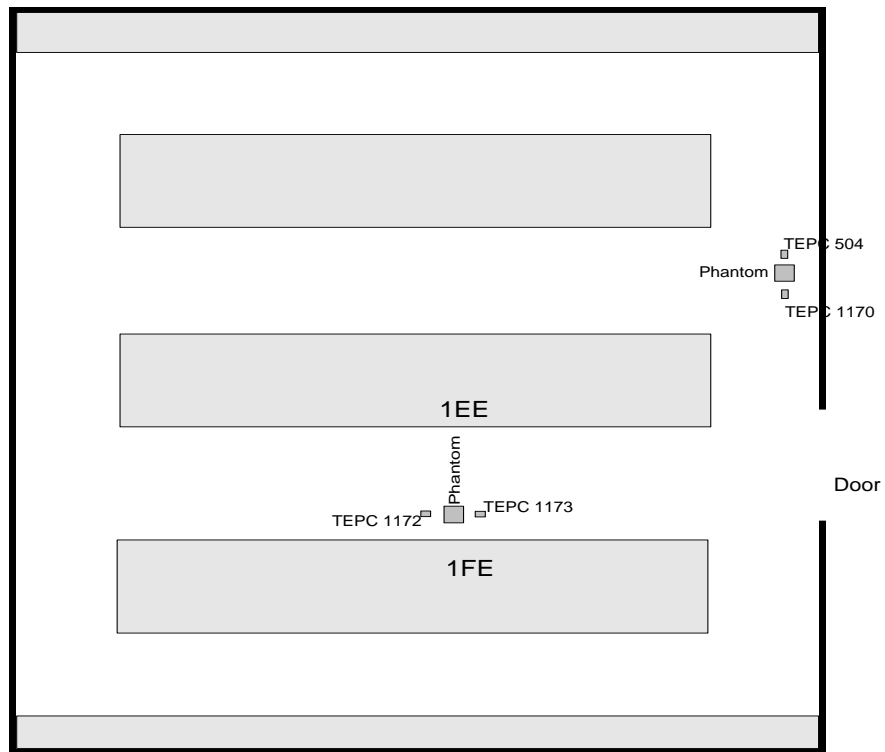 TEPC 504
Phantom
TEPC 1170
1EE
Phantom
Door
TEPC 1172
TEPC 1173
1FE